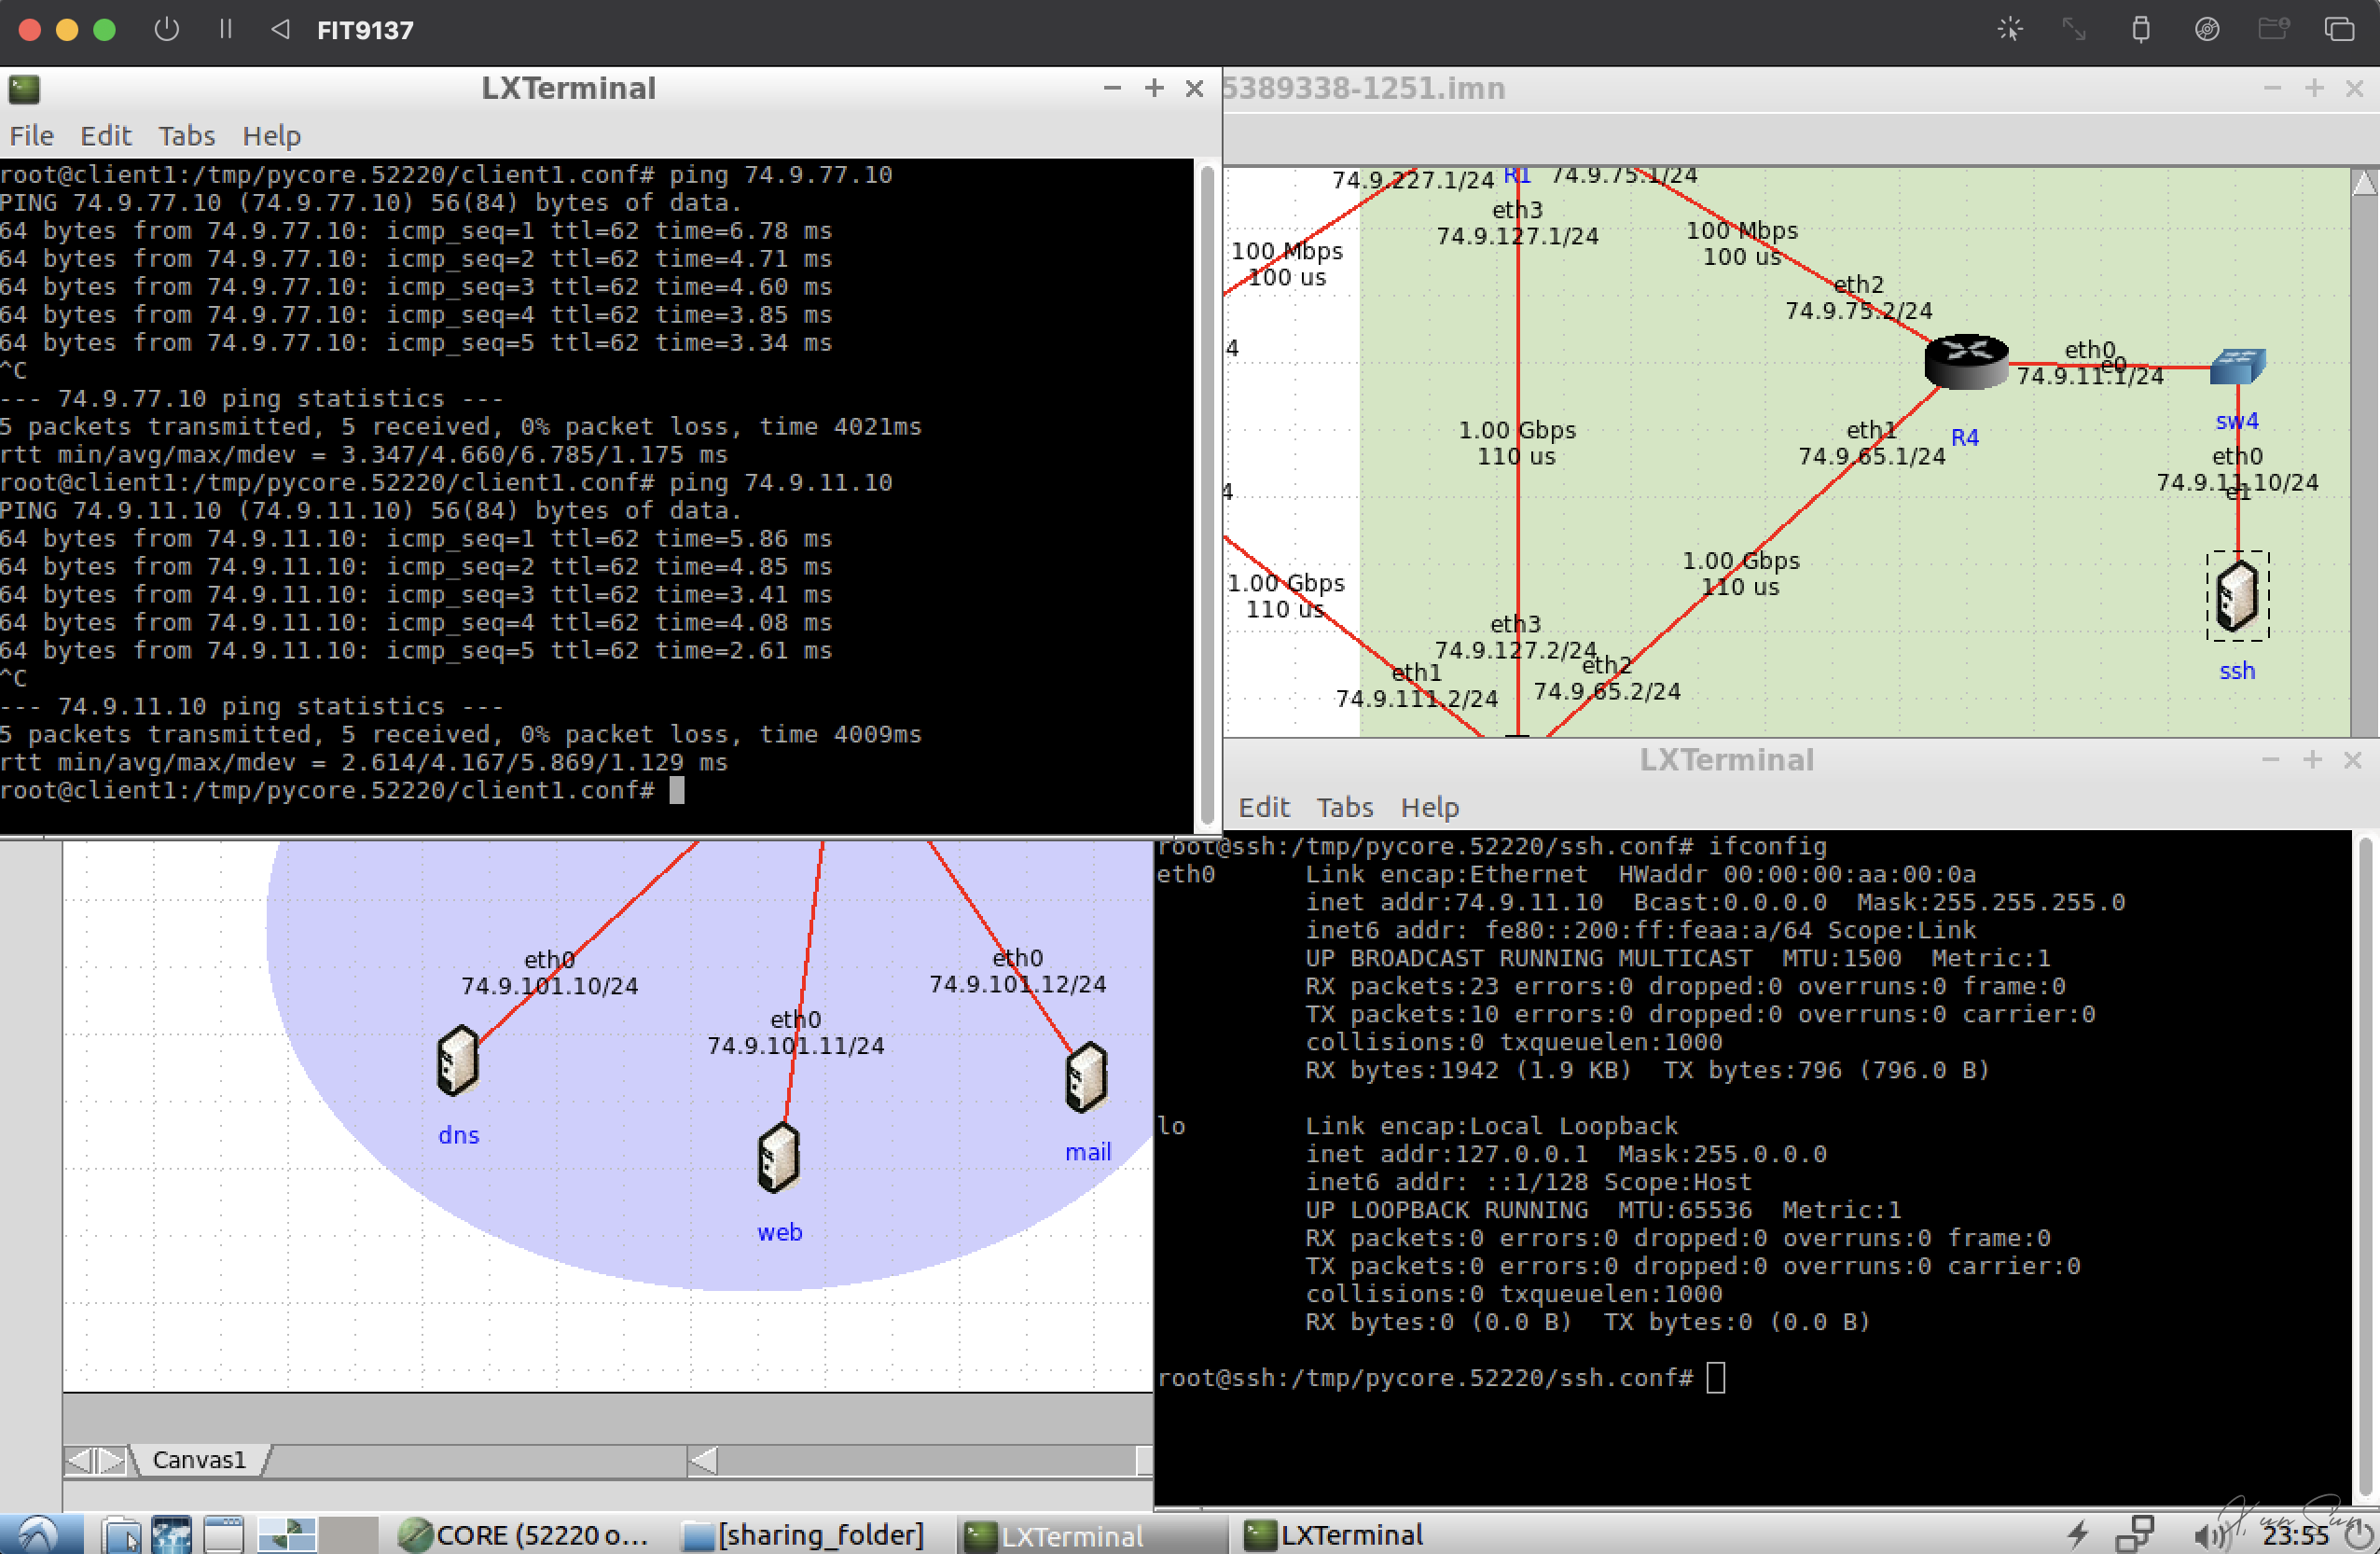 FIT9137
LXTerminal
File Edit Tabs Help
root@client1:/tmp/pycore.52220/client1.conf# ping 74.9.77.10
PING 74.9.77.10 (74.9.77.10) 56(84) bytes of data.
64 bytes from 74.9.77.10: icmp_seq=1 ttl=62 time=6.78 ms
64 bytes from 74.9.77.10: icmp_seq=2 ttl=62 time=4.71 ms
64 bytes from 74.9.77.10: icmp_seq=3 ttl=62 time=4.60 ms
64 bytes from 74.9.77.10: icmp_seq=4 ttl=62 time=3.85 ms
64 bytes from 74.9.77.10: icmp_seq=5 ttl=62 time=3.34 ms
^C
--- 74.9.77.10 ping statistics ---
5 packets transmitted, 5 received, 0% packet loss, time 4021ms
rtt min/avg/max/mdev = 3.347/4.660/6.785/1.175 ms
root@client1:/tmp/pycore.52220/client1.conf# ping 74.9.11.10
PING 74.9.11.10 (74.9.11.10) 56(84) bytes of data.
64 bytes from 74.9.11.10: icmp_seq=1 ttl=62 time=5.86 ms
64 bytes from 74.9.11.10: icmp_seq=2 ttl=62 time=4.85 ms
64 bytes from 74.9.11.10: icmp_seq=3 ttl=62 time=3.41 ms
64 bytes from 74.9.11.10: icmp_seq=4 ttl=62 time=4.08 ms
64 bytes from 74.9.11.10: icmp_seq=5 ttl=62 time=2.61 ms
^C
--- 74.9.11.10 ping statistics ---
5 packets transmitted, 5 received, 0% packet loss, time 4009ms
rtt min/avg/max/mdev = 2.614/4.167/5.869/1.129 ms
root@client1:/tmp/pycore.52220/client1.conf#
5389338-1251.imn
74.9.227.1/24 R1 74.9.75.1/24
eth3
74.9.127.1/24
100 Mbps
100 us
100 Mbps
100 us
eth2
74.9.75.2/24
4
eth0
e0
74.9.11.1/24
sw4
R4
1.00 Gbps
110 us
eth1
74.9.65.1/24
eth0
74.9.11.10/24
e1
4
1.00 Gbps
110 us
1.00 Gbps
110 us
eth3
74.9.127.2/24
eth1
74.9.111.2/24
eth2
74.9.65.2/24
ssh
LXTerminal
Edit Tabs Help
root@ssh:/tmp/pycore.52220/ssh.conf# ifconfig
eth0 Link encap:Ethernet HWaddr 00:00:00:aa:00:0a
inet addr:74.9.11.10 Bcast:0.0.0.0 Mask:255.255.255.0
inet6 addr: fe80::200:ff:feaa:a/64 Scope:Link
UP BROADCAST RUNNING MULTICAST MTU:1500 Metric:1
RX packets:23 errors:0 dropped:0 overruns:0 frame:0
TX packets:10 errors:0 dropped:0 overruns:0 carrier:0
collisions:0 txqueuelen:1000
RX bytes:1942 (1.9 KB) TX bytes:796 (796.0 B)
lo Link encap:Local Loopback
inet addr:127.0.0.1 Mask:255.0.0.0
inet6 addr: ::1/128 Scope:Host
UP LOOPBACK RUNNING MTU:65536 Metric:1
RX packets:0 errors:0 dropped:0 overruns:0 frame:0
TX packets:0 errors:0 dropped:0 overruns:0 carrier:0
collisions:0 txqueuelen:1000
RX bytes:0 (0.0 B) TX bytes:0 (0.0 B)
root@ssh:/tmp/pycore.52220/ssh.conf#
eth0
74.9.101.10/24
eth0
74.9.101.12/24
eth0
74.9.101.11/24
dns
web
mail
Canvas1
CORE (52220 o...
[sharing_folder]
LXTerminal
LXTerminal
23:55